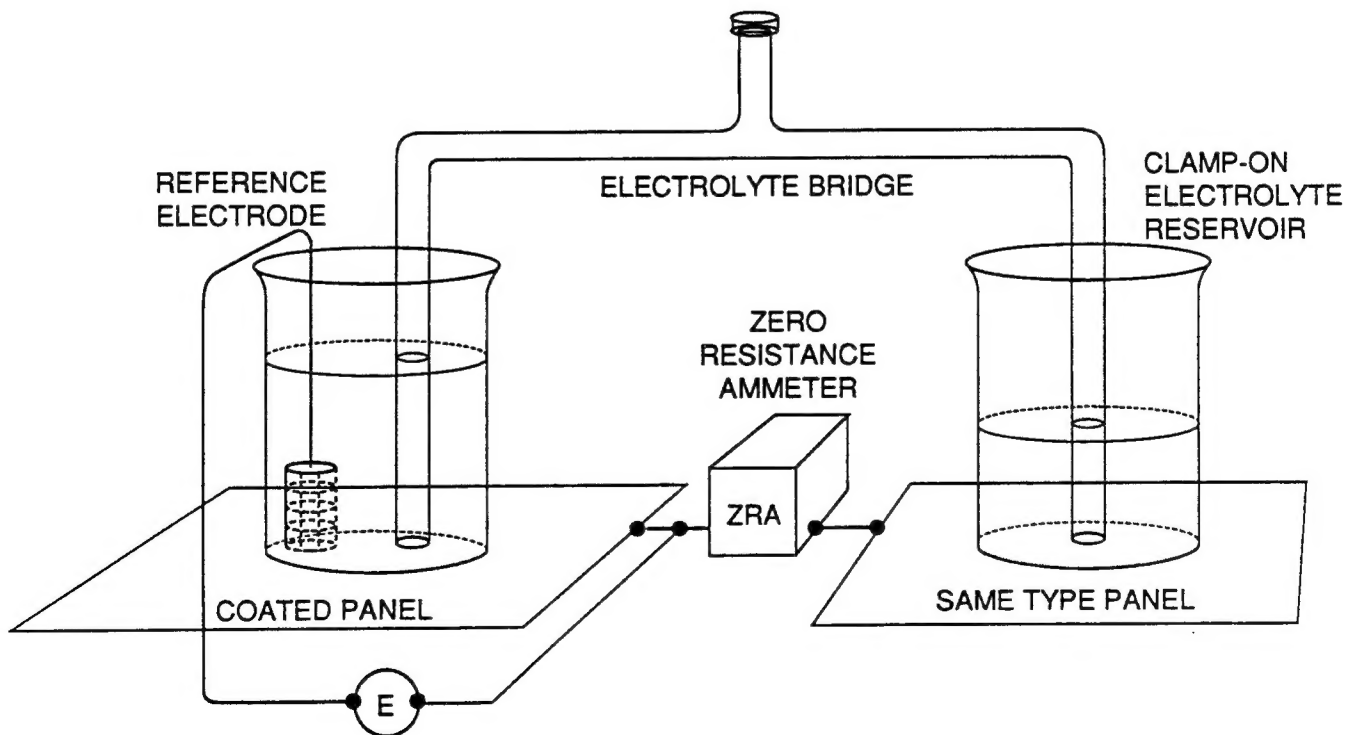 REFERENCE
ELECTRODE
ELECTROLYTE BRIDGE
CLAMP-ON
ELECTROLYTE
RESERVOIR
ZERO
RESISTANCE
AMMETER
ZRA
COATED PANEL
SAME TYPE PANEL
E